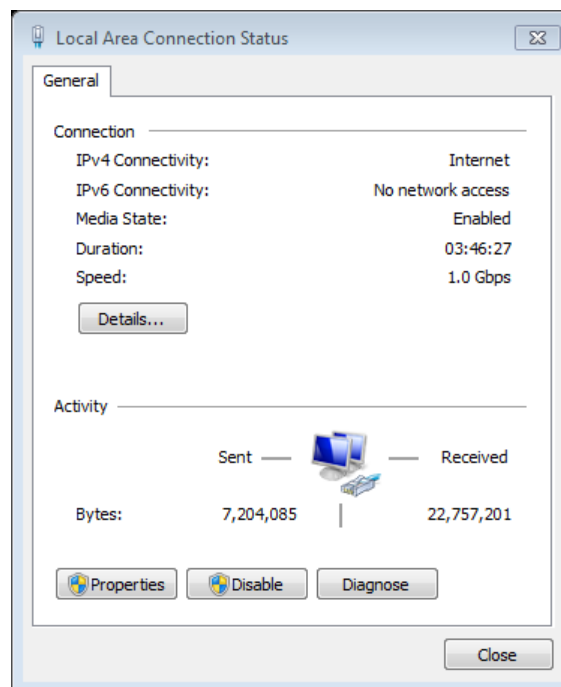 Local Area Connection Status
General
Connection
IPv4 Connectivity: Internet
IPv6 Connectivity: No network access
Media State: Enabled
Duration: 03:46:27
Speed: 1.0 Gbps
Details...
Activity
Sent Received
Bytes: 7,204,085 22,757,201
Properties Disable Diagnose
Close